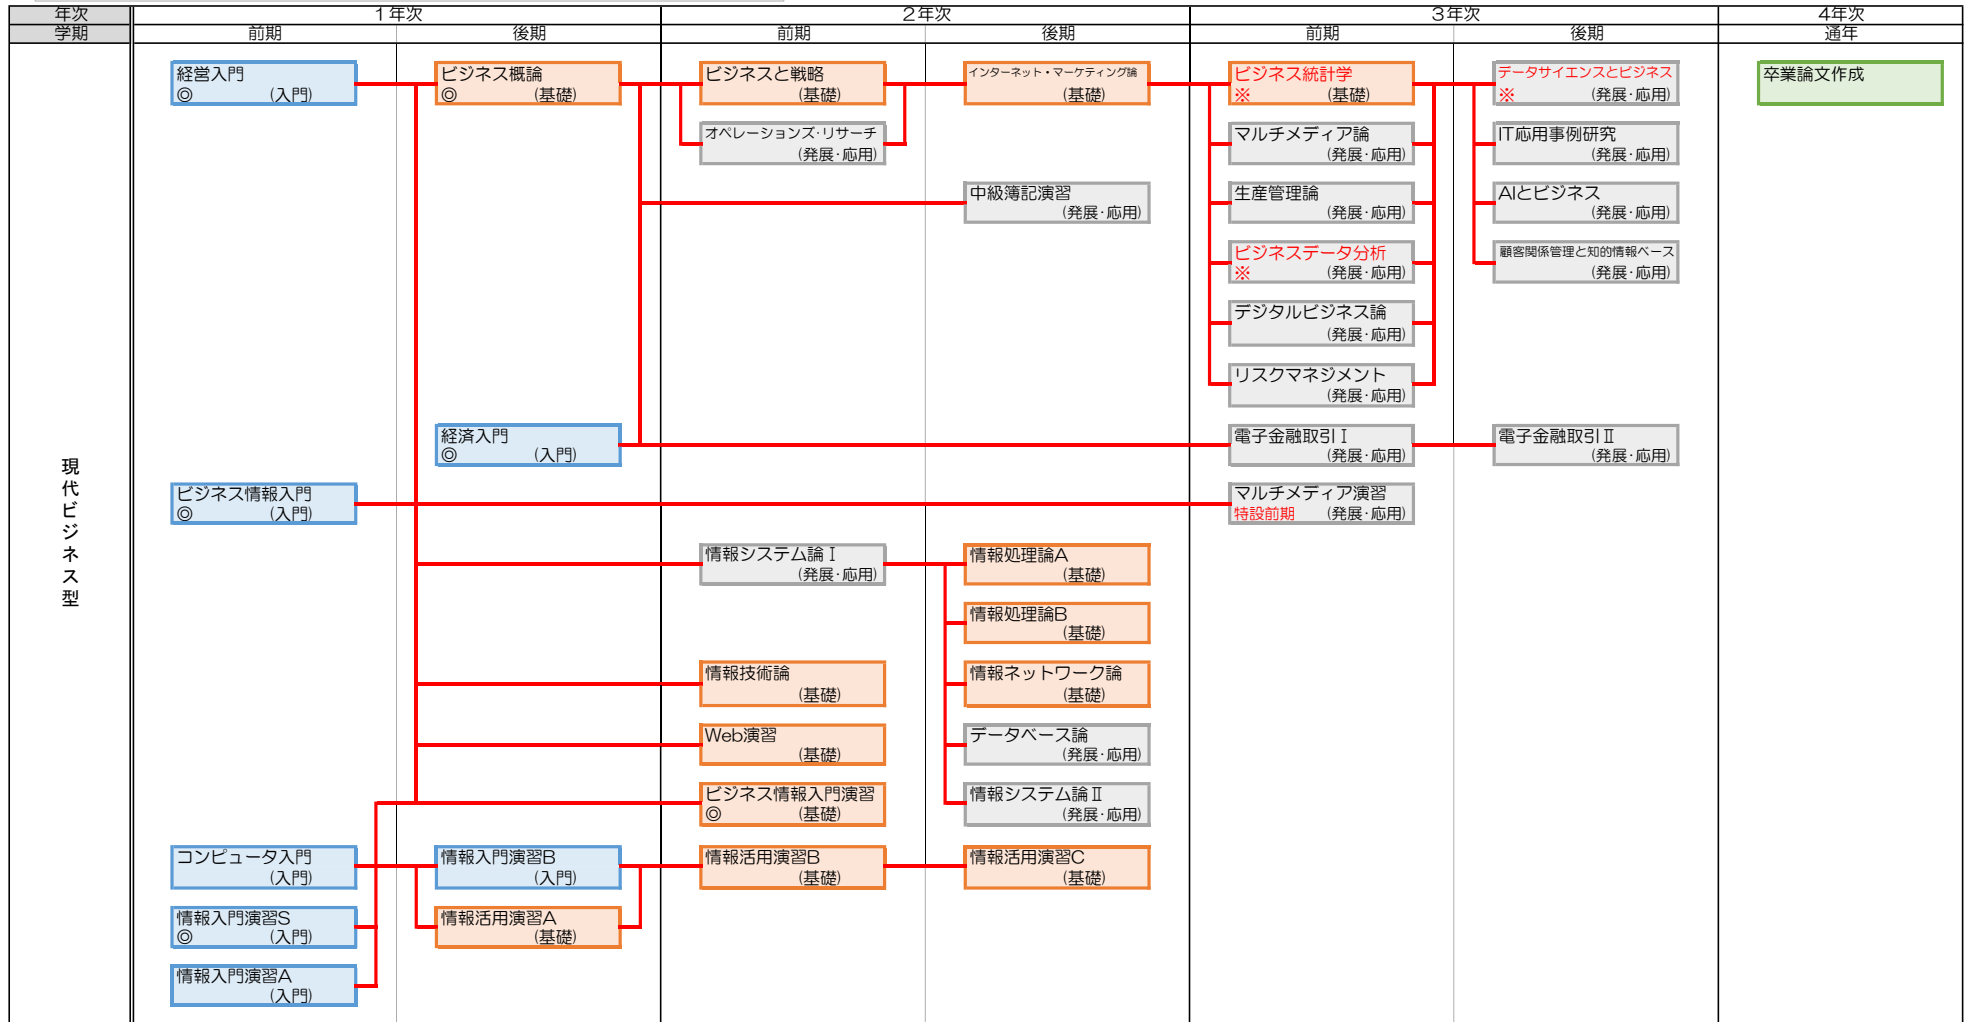 年次 1年次 2年次 3年次 4年次
学期 前期 後期 前期 後期 前期 後期 通年
現代ビジネス型
経営入門
◎ (入門)
ビジネス概論
◎ (基礎)
ビジネスと戦略
(基礎)
インターネット・マーケティング論
(基礎)
ビジネス統計学
※ (基礎)
データサイエンスとビジネス
※ (発展・応用)
卒業論文作成
オペレーションズ・リサーチ
(発展・応用)
マルチメディア論
(発展・応用)
IT応用事例研究
(発展・応用)
中級簿記演習
(発展・応用)
生産管理論
(発展・応用)
AIとビジネス
(発展・応用)
ビジネスデータ分析
※ (発展・応用)
顧客関係管理と知的情報ベース
(発展・応用)
デジタルビジネス論
(発展・応用)
リスクマネジメント
(発展・応用)
経済入門
◎ (入門)
電子金融取引Ⅰ
(発展・応用)
電子金融取引Ⅱ
(発展・応用)
ビジネス情報入門
◎ (入門)
マルチメディア演習
特設前期 (発展・応用)
情報システム論Ⅰ
(発展・応用)
情報処理論A
(基礎)
情報処理論B
(基礎)
情報技術論
(基礎)
情報ネットワーク論
(基礎)
Web演習
(基礎)
データベース論
(発展・応用)
ビジネス情報入門演習
◎ (基礎)
情報システム論Ⅱ
(発展・応用)
コンピュータ入門
(入門)
情報入門演習B
(入門)
情報活用演習B
(基礎)
情報活用演習C
(基礎)
情報入門演習S
◎ (入門)
情報活用演習A
(基礎)
情報入門演習A
(入門)